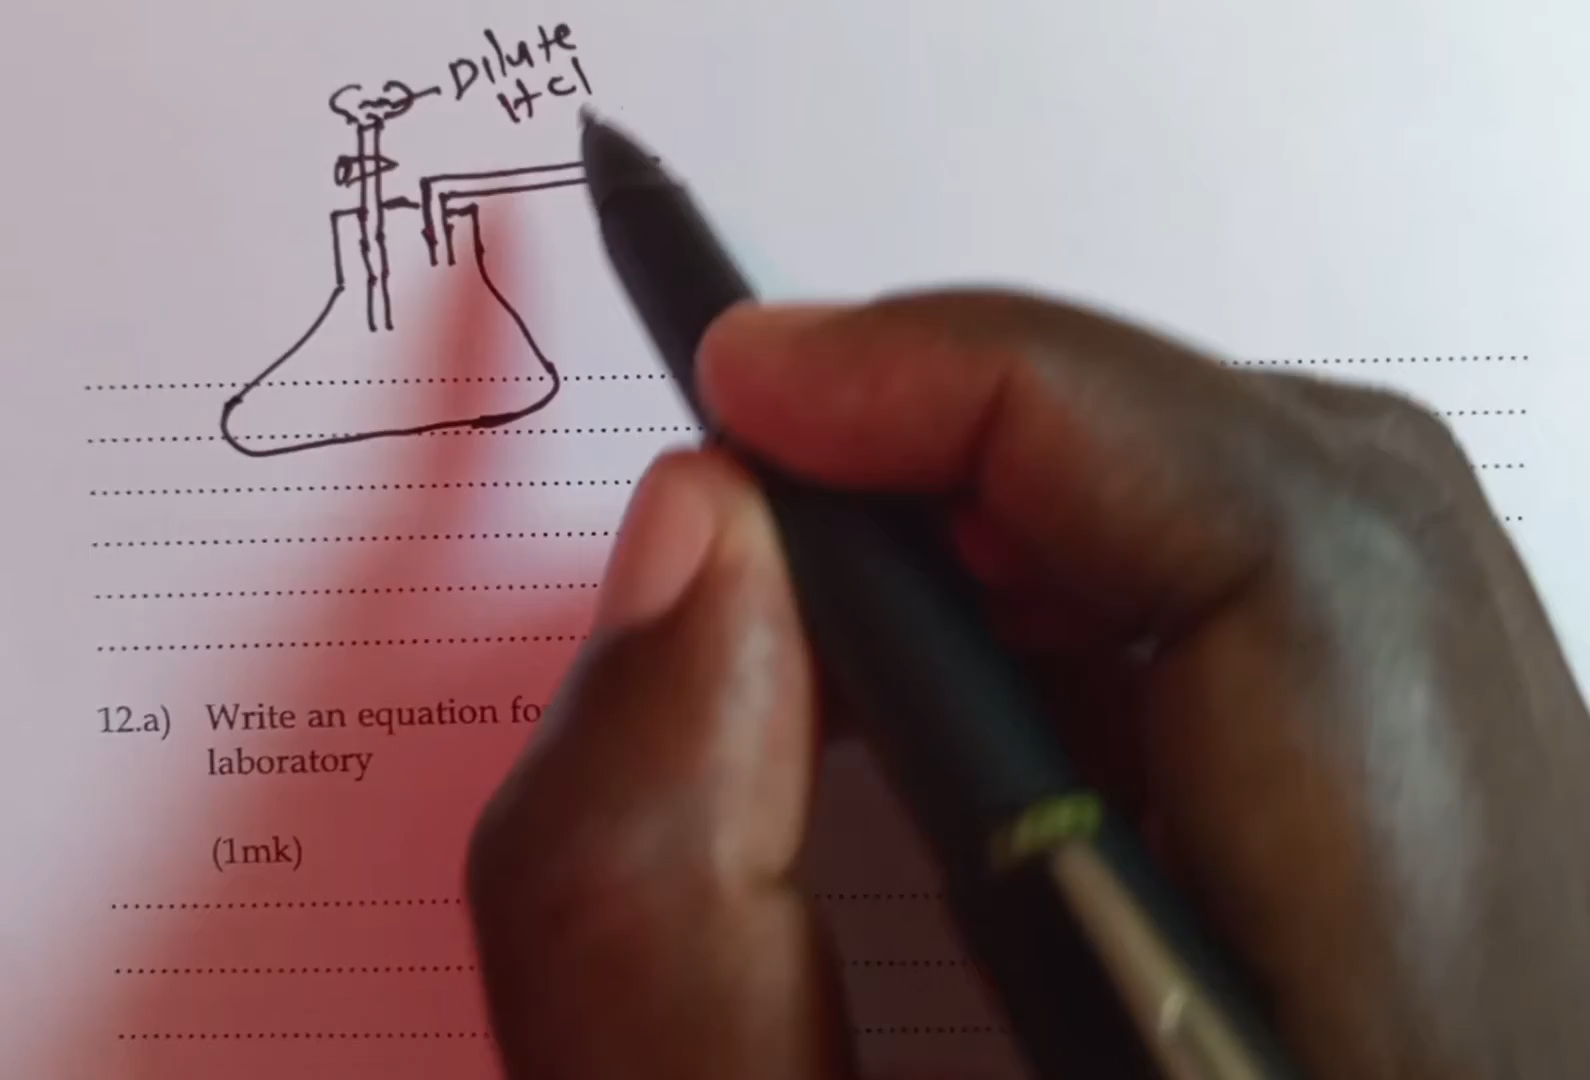 Dilute
HCl
12.a) Write an equation fo
laboratory
(1mk)